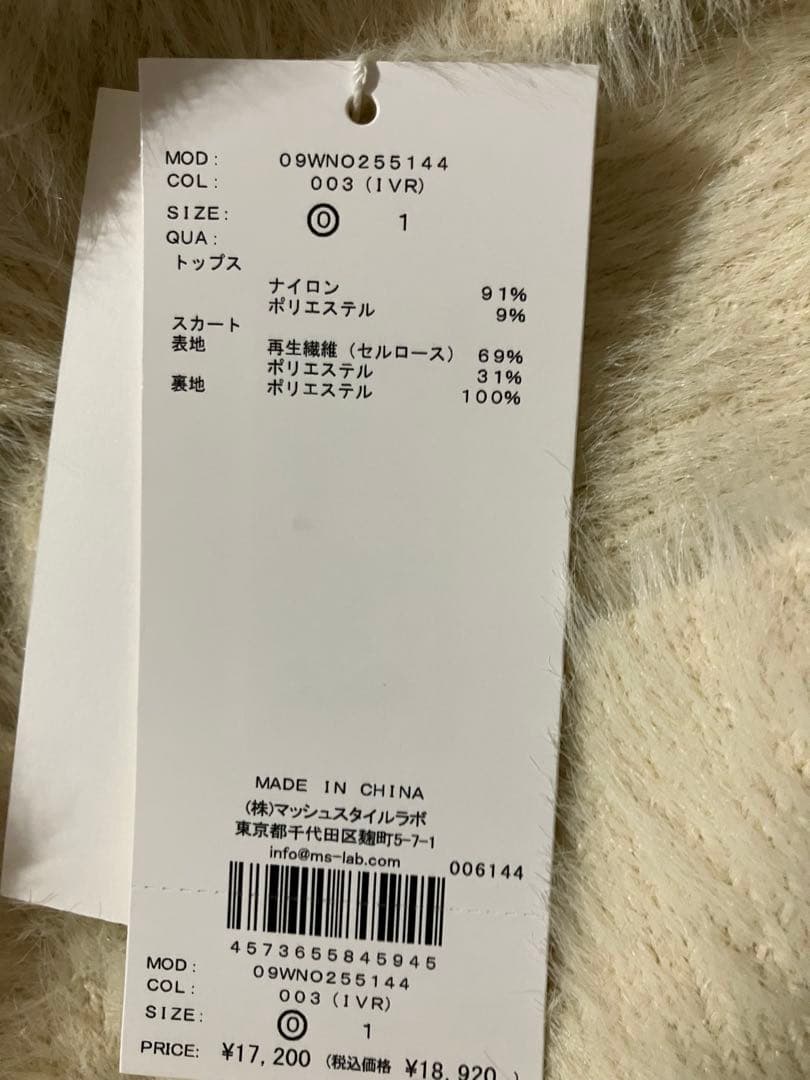 MOD: 09WNO255144
COL: 003 (IVR)
SIZE: 0 1
QUA:
トップス
ナイロン 91%
ポリエステル 9%
スカート
表地 再生繊維(セルロース) 69%
ポリエステル 31%
裏地 ポリエステル 100%
MADE IN CHINA
(株)マッシュスタイルラボ
東京都千代田区麹町5-7-1
info@ms-lab.com
006144
4573655845945
MOD: 09WNO255144
COL: 003 (IVR)
SIZE: 0 1
PRICE: ¥17,200 (税込価格 ¥18,920 )